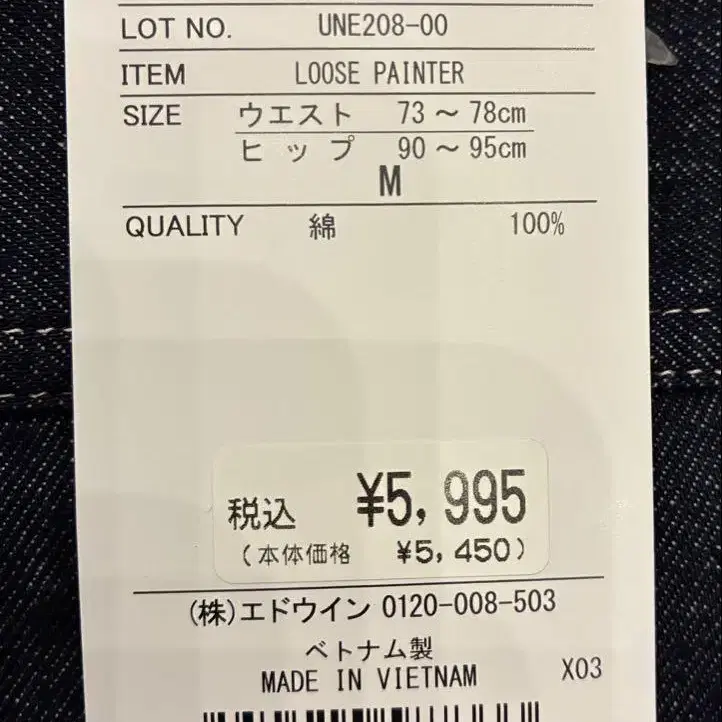 LOT NO. UNE208-00
ITEM LOOSE PAINTER
SIZE ウエスト 73 ～ 78cm
ヒップ 90 ～ 95cm
M
QUALITY 綿 100%
税込 ¥5,995
(本体価格 ¥5,450)
(株)エドウイン 0120-008-503
ベトナム製
MADE IN VIETNAM X03